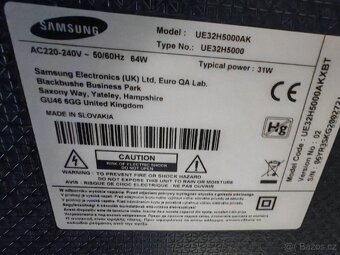 SAMSUNG
Model : UE32H5000AK
Type No : UE32H5000
AC220-240V ~ 50/60Hz 64W
Typical power : 31W
Samsung Electronics (UK) Ltd, Euro QA Lab.
Blackbushe Business Park
Saxony Way, Yateley, Hampshire
GU46 6GG United Kingdom
MADE IN SLOVAKIA
Hg
CAUTION
RISK OF ELECTRIC SHOCK
DO NOT OPEN
WARNING : TO PREVENT FIRE OR SHOCK HAZARD DO NOT
EXPOSE TO RAIN OR MOISTURE.
AVIS : RISQUE DE CHOC ELECTRIQUE - NE PAS OUVRIR
Model Code : UE32H5000AKXBT
Version No : 02
S/N :
bazos.cz